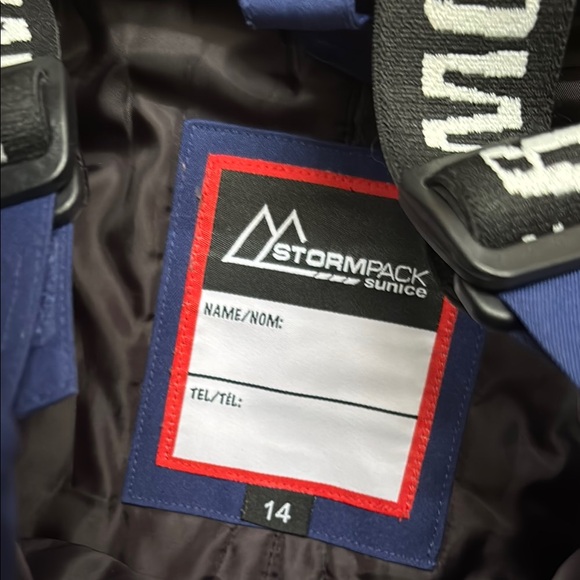 STORMPACK
sunice
NAME/NOM:
TEL/TÉL:
14